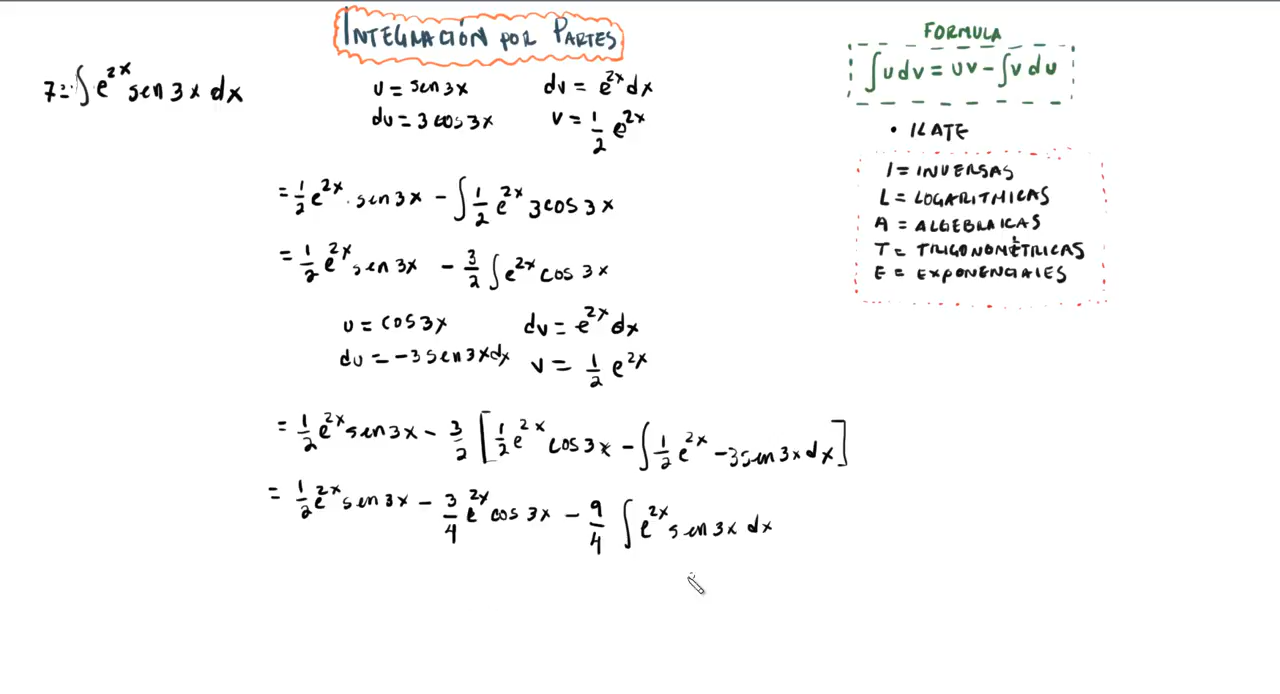 INTEGRACIÓN POR PARTES
7=∫ e^2x sen 3x dx
u = sen 3x    dv = e^2x dx
du = 3 cos 3x    v = 1/2 e^2x
= 1/2 e^2x · sen 3x - ∫ 1/2 e^2x 3cos 3x
= 1/2 e^2x sen 3x - 3/2 ∫ e^2x cos 3x
u = cos 3x    dv = e^2x dx
du = -3 sen 3x dx    v = 1/2 e^2x
= 1/2 e^2x sen 3x - 3/2 [1/2 e^2x cos 3x - ∫ 1/2 e^2x -3 sen 3x dx]
= 1/2 e^2x sen 3x - 3/4 e^2x cos 3x - 9/4 ∫ e^2x sen 3x dx
FORMULA
∫u dv = uv - ∫v du
• ILATE
I = INVERSAS
L = LOGARITMICAS
A = ALGEBRAICAS
T = TRIGONOMÉTRICAS
E = EXPONENCIALES